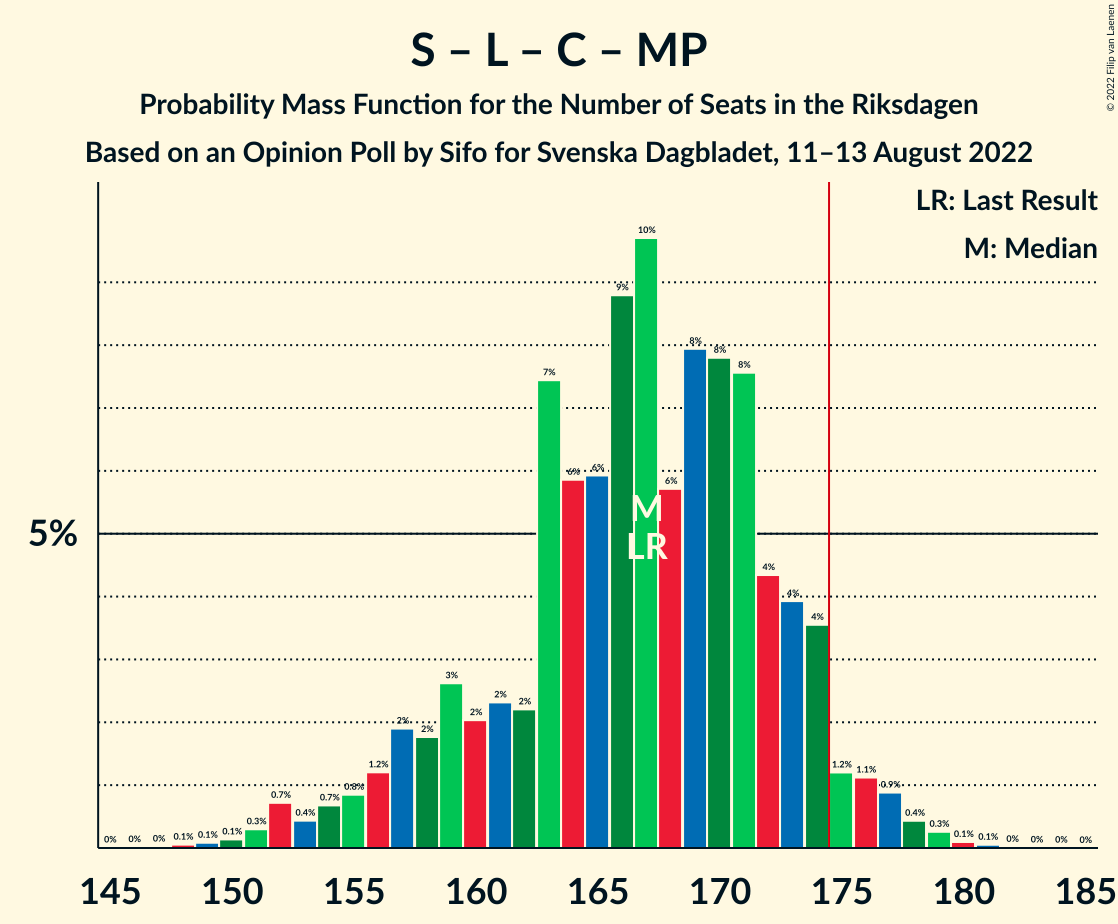 S – L – C – MP
Probability Mass Function for the Number of Seats in the Riksdagen
Based on an Opinion Poll by Sifo for Svenska Dagbladet, 11–13 August 2022
© 2022 Filip van Laenen
LR: Last Result
M: Median
5%
0% 0% 0% 0.1% 0.1% 0.1% 0.3% 0.7% 0.4% 0.7% 0.8% 1.2% 2% 2% 3% 2% 2% 2% 7% 6% 6% 9% 10% 6% 8% 8% 8% 4% 4% 4% 1.2% 1.1% 0.9% 0.4% 0.3% 0.1% 0.1% 0% 0% 0% 0%
M
LR
145 150 155 160 165 170 175 180 185